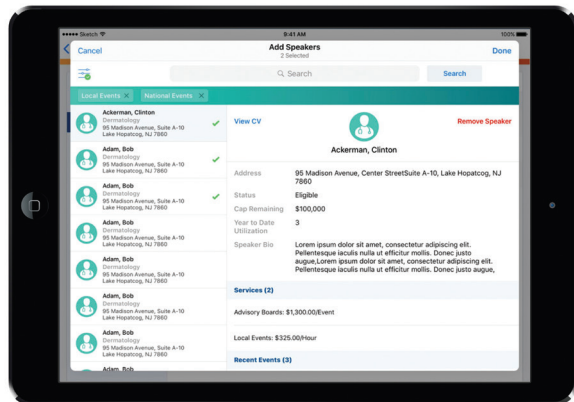 Sketch
9:41 AM
100%
Cancel
Add Speakers
2 Selected
Done
Search
Search
Local Events ×
National Events ×
Ackerman, Clinton
Dermatology
95 Madison Avenue, Suite A-10
Lake Hopatcog, NJ 7860
Adam, Bob
Dermatology
95 Madison Avenue, Suite A-10
Lake Hopatcog, NJ 7860
Adam, Bob
Dermatology
95 Madison Avenue, Suite A-10
Lake Hopatcog, NJ 7860
Adam, Bob
Dermatology
95 Madison Avenue, Suite A-10
Lake Hopatcog, NJ 7860
Adam, Bob
Dermatology
95 Madison Avenue, Suite A-10
Lake Hopatcog, NJ 7860
Adam, Bob
Dermatology
95 Madison Avenue, Suite A-10
Lake Hopatcog, NJ 7860
Adam, Bob
Dermatology
95 Madison Avenue, Suite A-10
Lake Hopatcog, NJ 7860
Adam, Bob
View CV
Remove Speaker
Ackerman, Clinton
Address
95 Madison Avenue, Center StreetSuite A-10, Lake Hopatcog, NJ
7860
Status
Eligible
Cap Remaining
$100,000
Year to Date
Utilization
3
Speaker Bio
Lorem ipsum dolor sit amet, consectetur adipiscing elit.
Pellentesque iaculis nulla ut efficitur mollis. Donec justo
augue,Lorem ipsum dolor sit amet, consectetur adipiscing elit.
Pellentesque iaculis nulla ut efficitur mollis. Donec justo augue,
Services (2)
Advisory Boards: $1,300.00/Event
Local Events: $325.00/Hour
Recent Events (3)